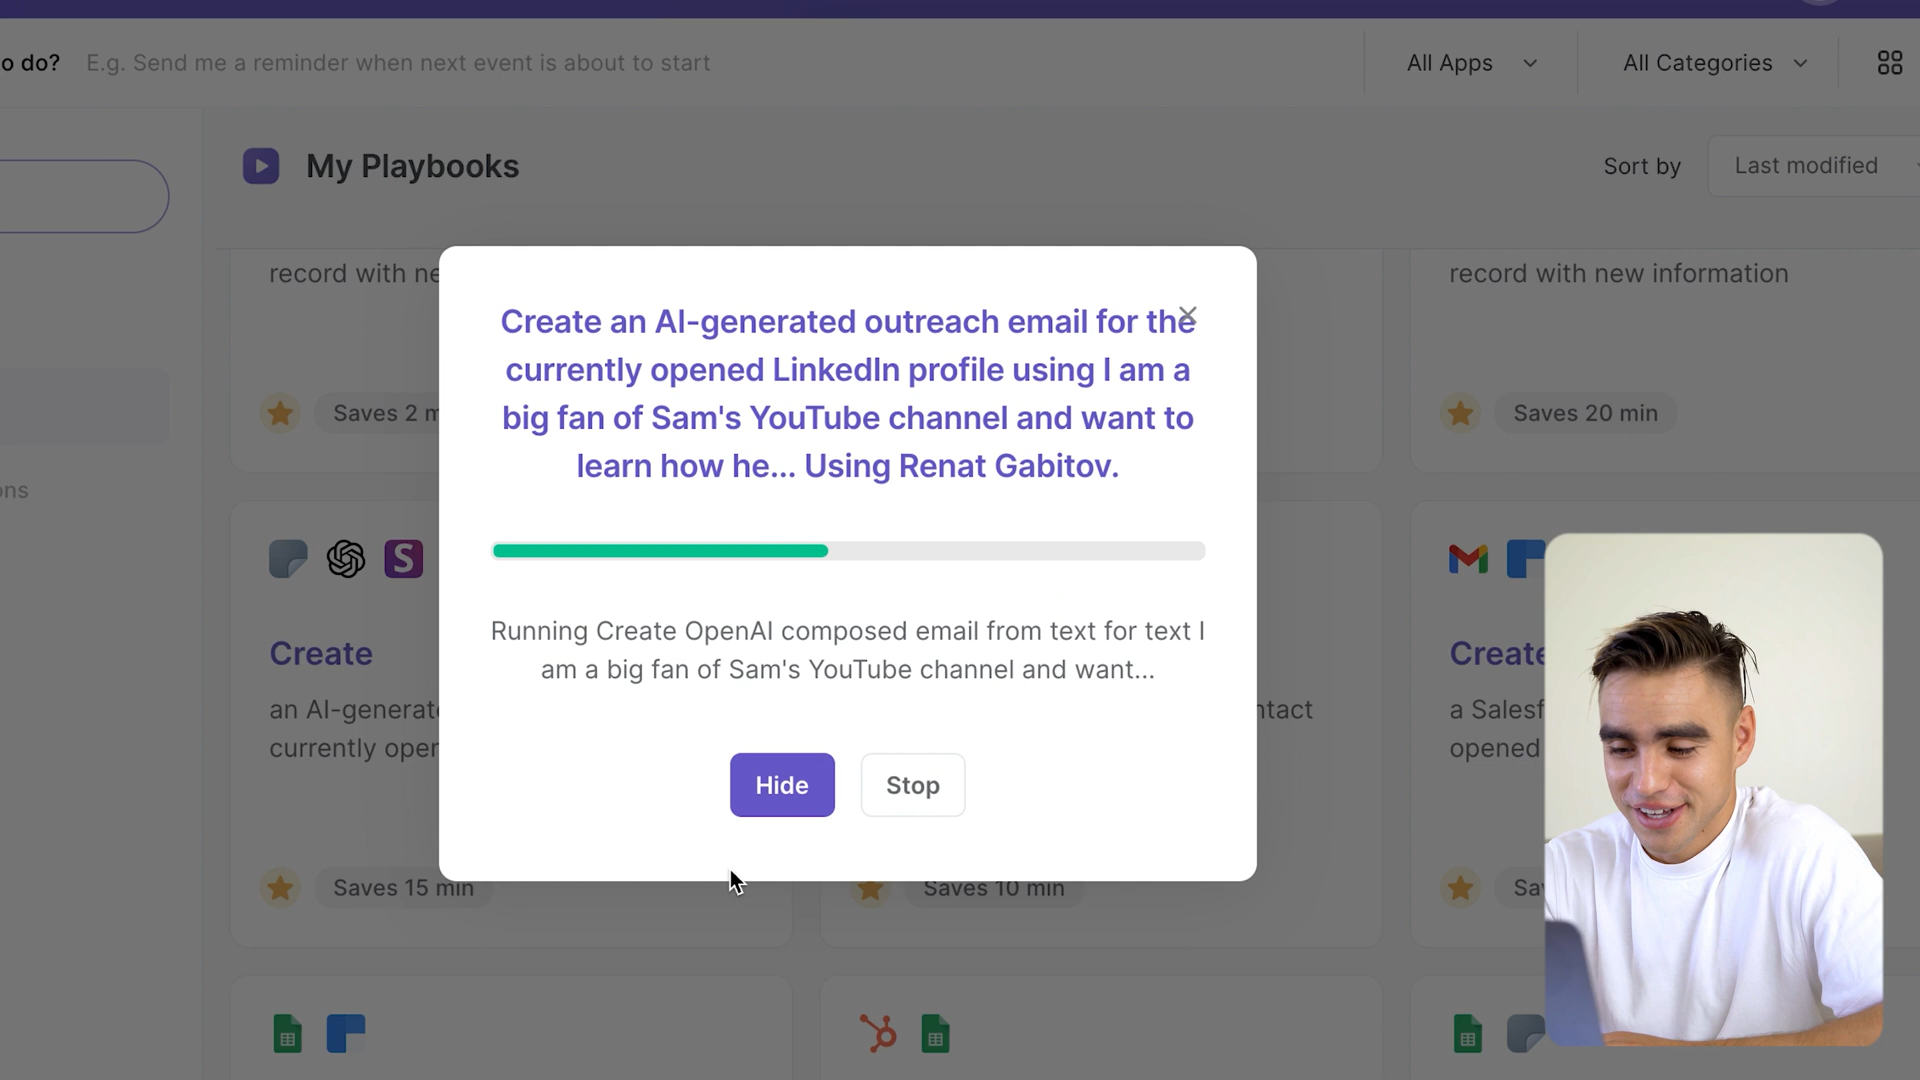 o do? E.g. Send me a reminder when next event is about to start All Apps All Categories
My Playbooks Sort by Last modified
record with ne
record with new information
Saves 2 m
Saves 20 min
ons
Create an AI-generated outreach email for the
currently opened LinkedIn profile using I am a
big fan of Sam's YouTube channel and want to
learn how he... Using Renat Gabitov.
Running Create OpenAI composed email from text for text I
am a big fan of Sam's YouTube channel and want...
Hide Stop
S
Create
an AI-generate
currently oper
Saves 15 min
ntact
Saves 10 min
Create
a Salesf
opened
Sa